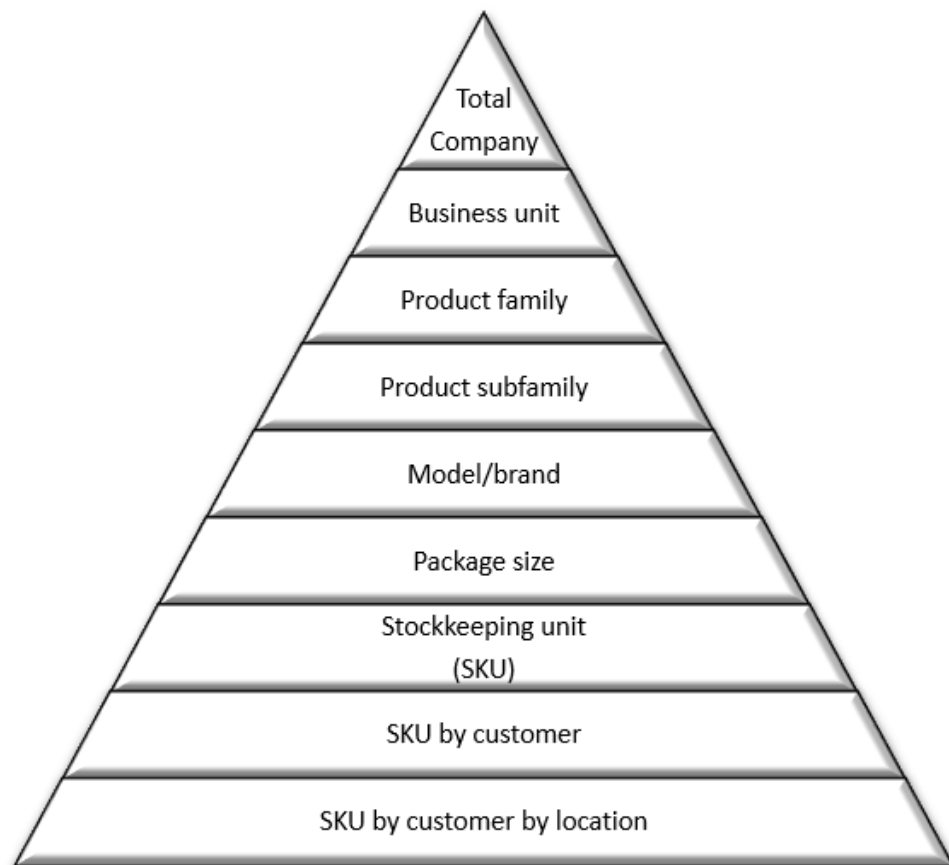 Total
Company
Business unit
Product family
Product subfamily
Model/brand
Package size
Stockkeeping unit
(SKU)
SKU by customer
SKU by customer by location